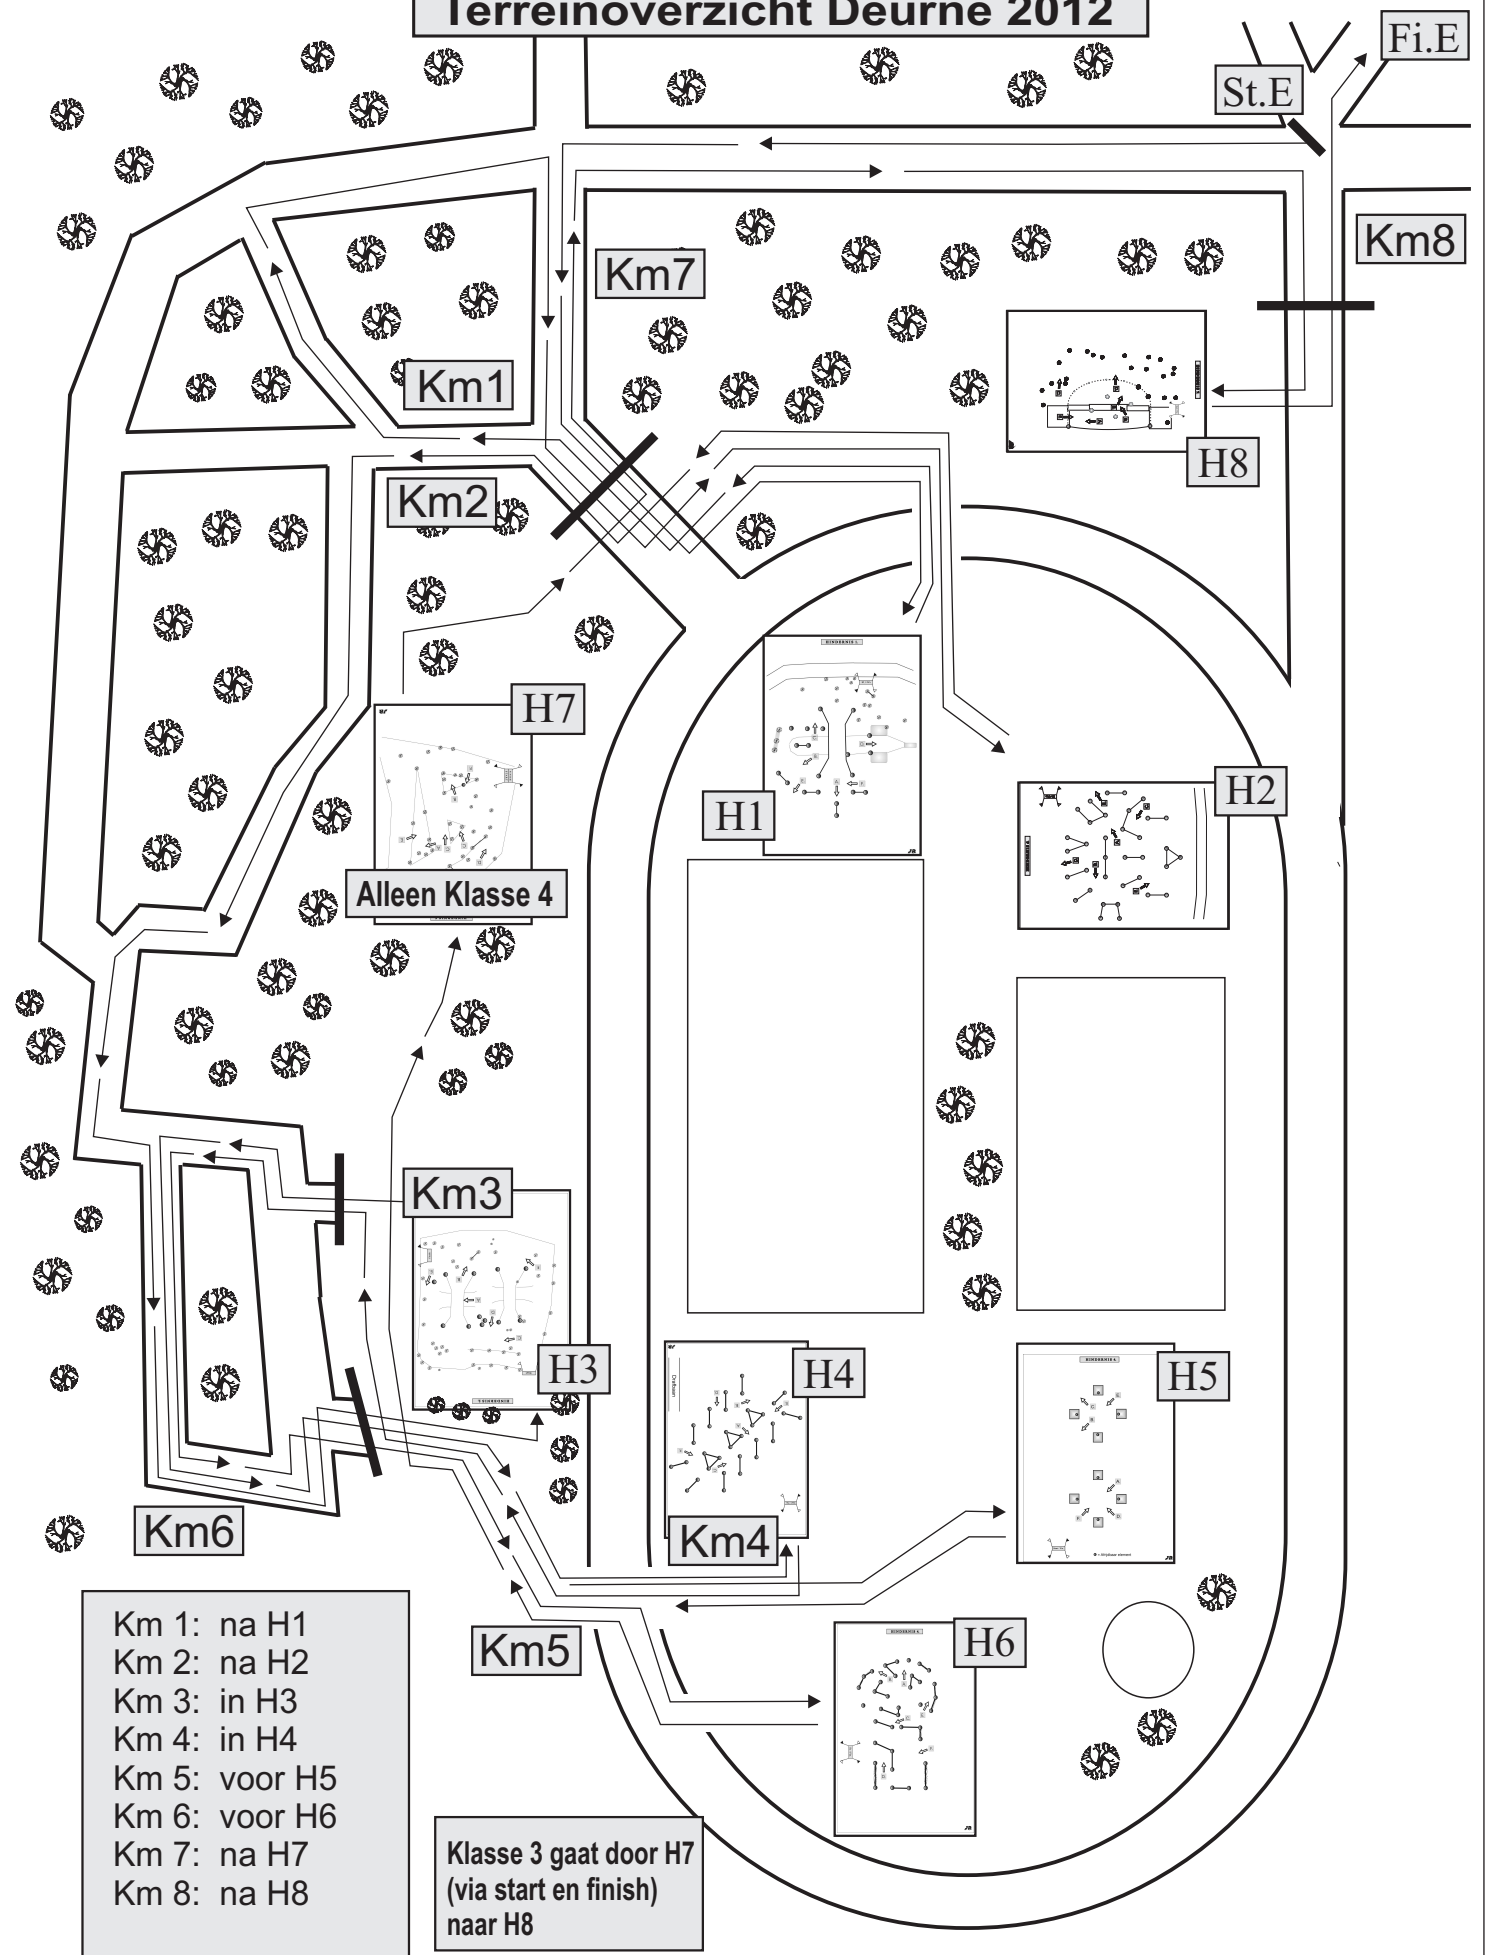 Terreinoverzicht Deurne 2012
Fi.E
St.E
Km8
Km7
Km1
H8
Km2
H7
H1
H2
Alleen Klasse 4
Km3
H3
H4
H5
Km4
Km6
Km5
H6
Km 1: na H1
Km 2: na H2
Km 3: in H3
Km 4: in H4
Km 5: voor H5
Km 6: voor H6
Km 7: na H7
Km 8: na H8
Klasse 3 gaat door H7
(via start en finish)
naar H8